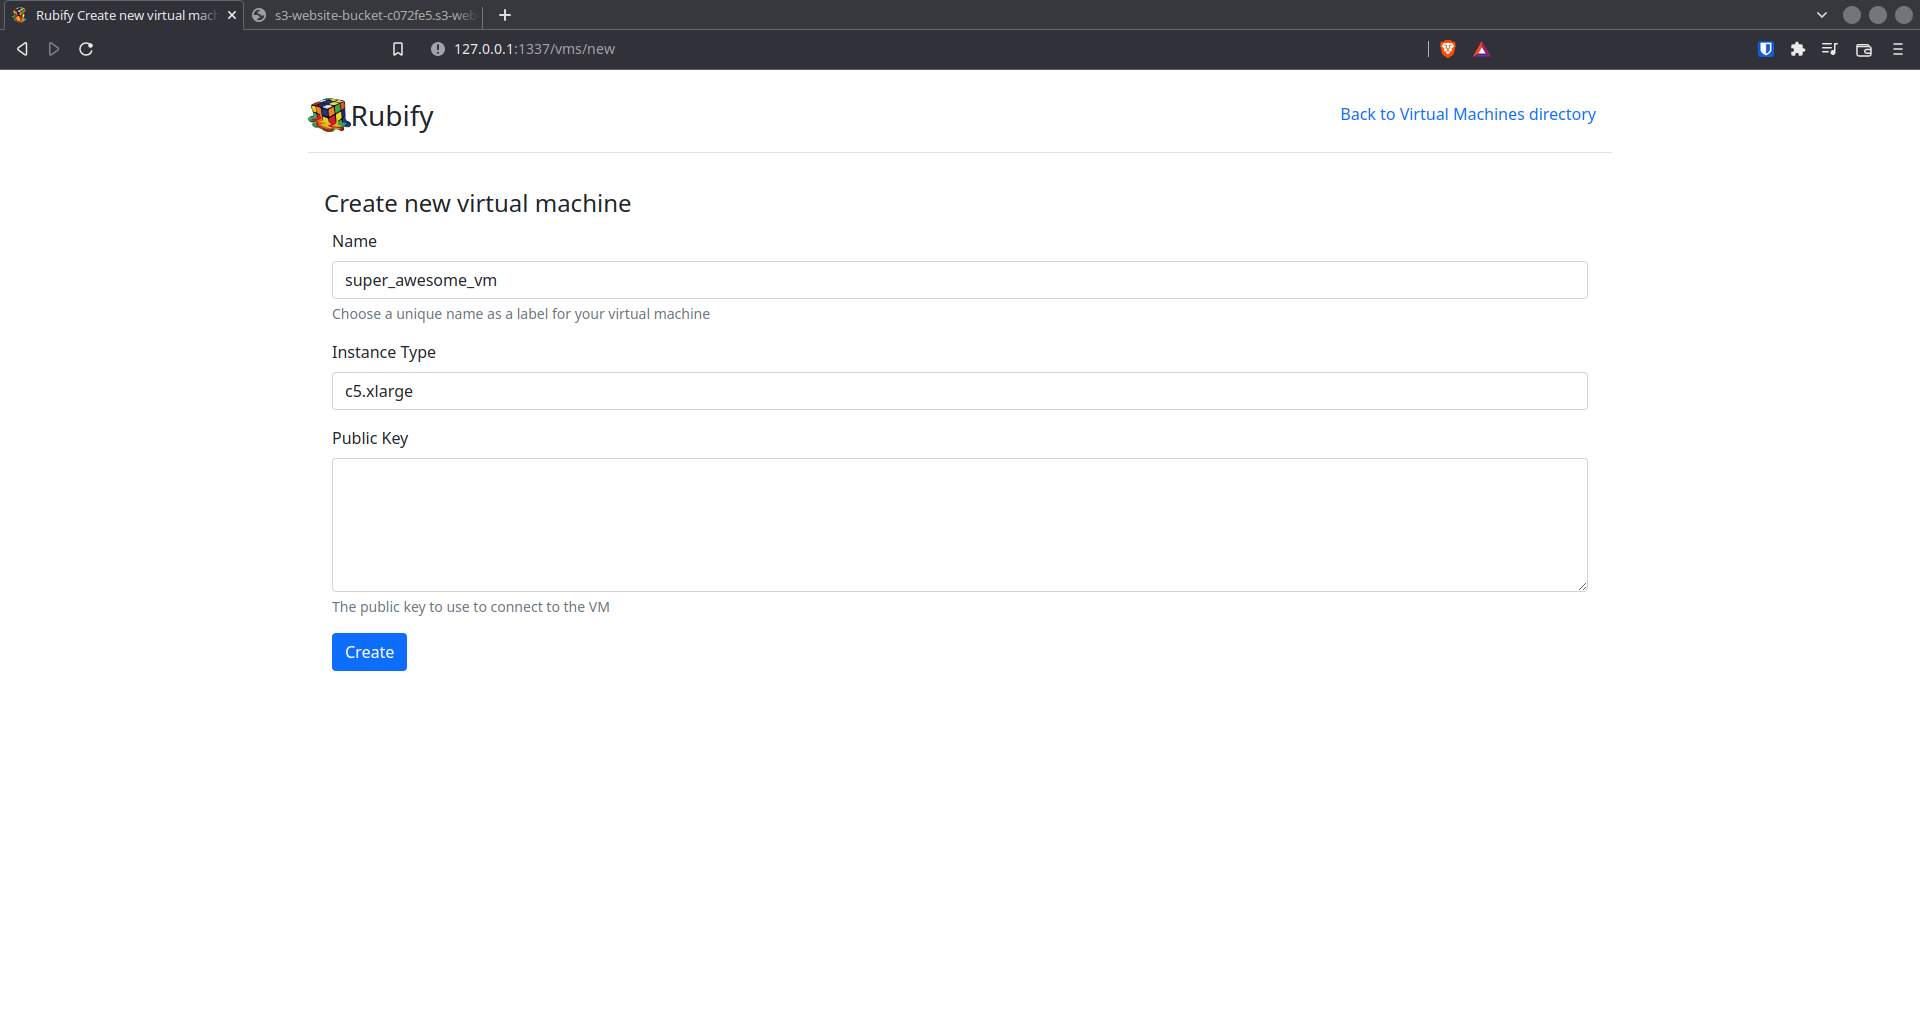 Rubify Create new virtual mac
s3-website-bucket-c072fe5.s3-web
127.0.0.1:1337/vms/new
Rubify
Back to Virtual Machines directory
Create new virtual machine
Name
super_awesome_vm
Choose a unique name as a label for your virtual machine
Instance Type
c5.xlarge
Public Key
The public key to use to connect to the VM
Create